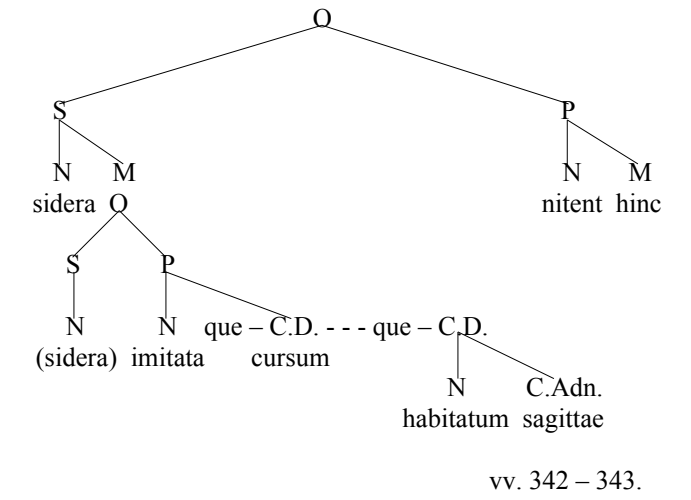 O
S P
N M N M
sidera O nitent hinc
S P
N N que – C.D. - - - que – C.D.
(sidera) imitata cursum
N C.Adn.
habitatum sagittae
vv. 342 – 343.